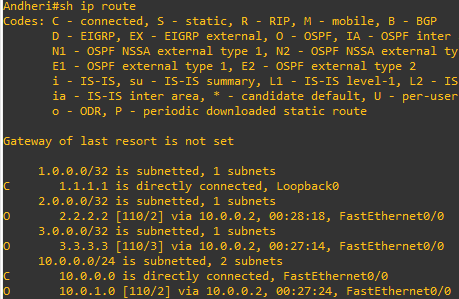 Andheri#sh ip route
Codes: C - connected, S - static, R - RIP, M - mobile, B - BGP
       D - EIGRP, EX - EIGRP external, O - OSPF, IA - OSPF inter
       N1 - OSPF NSSA external type 1, N2 - OSPF NSSA external ty
       E1 - OSPF external type 1, E2 - OSPF external type 2
       i - IS-IS, su - IS-IS summary, L1 - IS-IS level-1, L2 - IS
       ia - IS-IS inter area, * - candidate default, U - per-use
       o - ODR, P - periodic downloaded static route
Gateway of last resort is not set
     1.0.0.0/32 is subnetted, 1 subnets
C       1.1.1.1 is directly connected, Loopback0
     2.0.0.0/32 is subnetted, 1 subnets
O       2.2.2.2 [110/2] via 10.0.0.2, 00:28:18, FastEthernet0/0
     3.0.0.0/32 is subnetted, 1 subnets
O       3.3.3.3 [110/3] via 10.0.0.2, 00:27:14, FastEthernet0/0
     10.0.0.0/24 is subnetted, 2 subnets
C       10.0.0.0 is directly connected, FastEthernet0/0
O       10.0.1.0 [110/2] via 10.0.0.2, 00:27:24, FastEthernet0/0